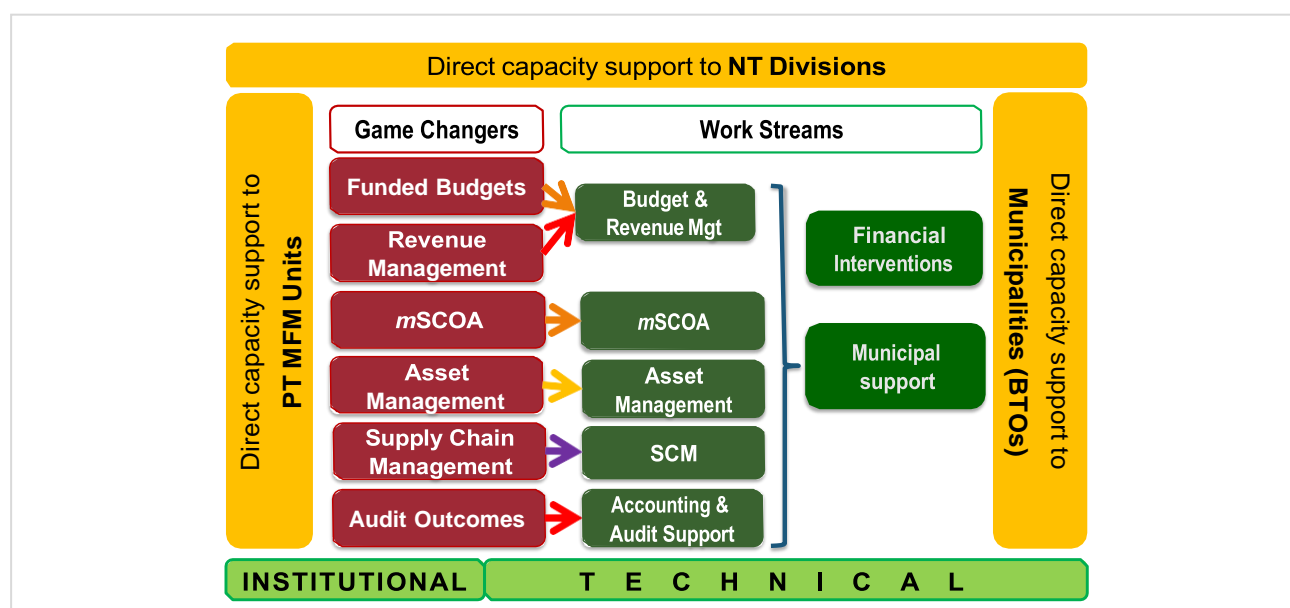 Direct capacity support to NT Divisions
Direct capacity support to
PT MFM Units
Game Changers
Work Streams
Funded Budgets
Revenue
Management
mSCOA
Asset
Management
Supply Chain
Management
Audit Outcomes
Budget &
Revenue Mgt
mSCOA
Asset
Management
SCM
Accounting &
Audit Support
Financial
Interventions
Municipal
support
Direct capacity support to
Municipalities (BTOs)
INSTITUTIONAL
T E C H N I C A L